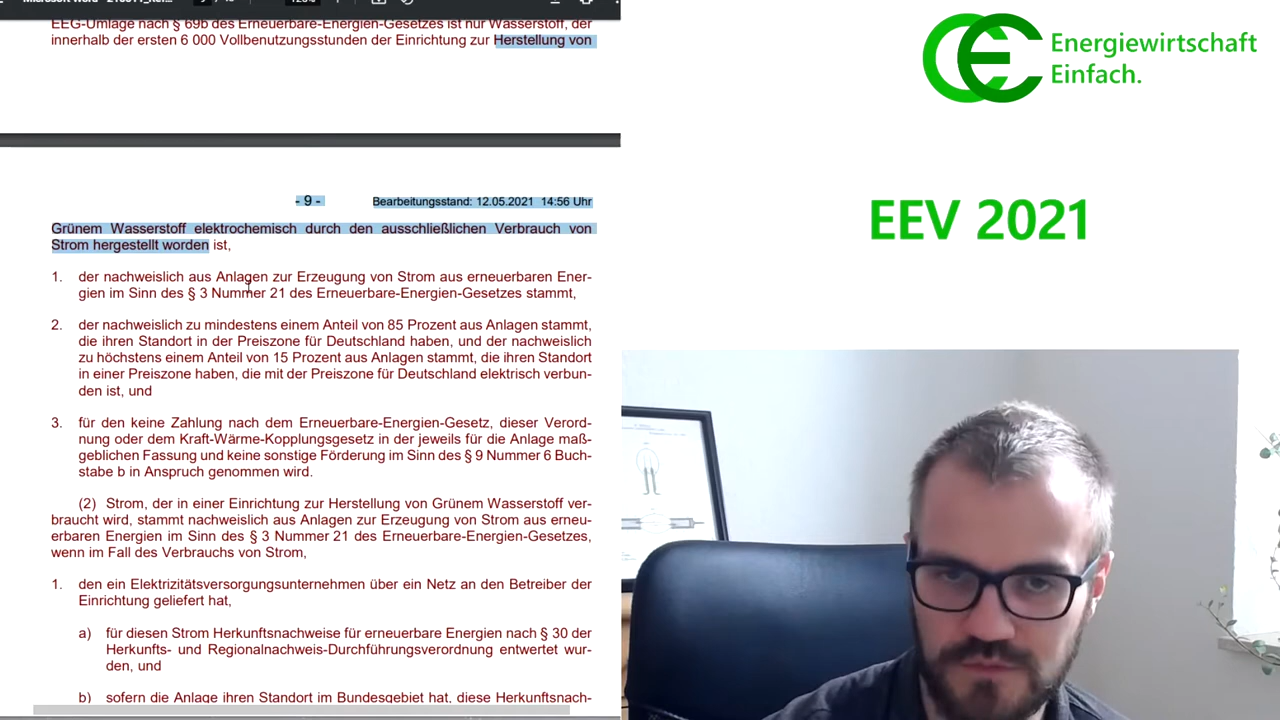 EEG-Umlage nach § 69b des Erneuerbare-Energien-Gesetzes ist nur Wasserstoff, der
innerhalb der ersten 6 000 Vollbenutzungsstunden der Einrichtung zur Herstellung von
- 9 - Bearbeitungsstand: 12.05.2021 14:56 Uhr
Grünem Wasserstoff elektrochemisch durch den ausschließlichen Verbrauch von
Strom hergestellt worden ist,
1. der nachweislich aus Anlagen zur Erzeugung von Strom aus erneuerbaren Ener-
gien im Sinn des § 3 Nummer 21 des Erneuerbare-Energien-Gesetzes stammt,
2. der nachweislich zu mindestens einem Anteil von 85 Prozent aus Anlagen stammt,
die ihren Standort in der Preiszone für Deutschland haben, und der nachweislich
zu höchstens einem Anteil von 15 Prozent aus Anlagen stammt, die ihren Standort
in einer Preiszone haben, die mit der Preiszone für Deutschland elektrisch verbun-
den ist, und
3. für den keine Zahlung nach dem Erneuerbare-Energien-Gesetz, dieser Verord-
nung oder dem Kraft-Wärme-Kopplungsgesetz in der jeweils für die Anlage maß-
geblichen Fassung und keine sonstige Förderung im Sinn des § 9 Nummer 6 Buch-
stabe b in Anspruch genommen wird.
(2) Strom, der in einer Einrichtung zur Herstellung von Grünem Wasserstoff ver-
braucht wird, stammt nachweislich aus Anlagen zur Erzeugung von Strom aus erneu-
erbaren Energien im Sinn des § 3 Nummer 21 des Erneuerbare-Energien-Gesetzes,
wenn im Fall des Verbrauchs von Strom,
1. den ein Elektrizitätsversorgungsunternehmen über ein Netz an den Betreiber der
Einrichtung geliefert hat,
a) für diesen Strom Herkunftsnachweise für erneuerbare Energien nach § 30 der
Herkunfts- und Regionalnachweis-Durchführungsverordnung entwertet wur-
den, und
b) sofern die Anlage ihren Standort im Bundesgebiet hat, diese Herkunftsnach-
Energiewirtschaft
Einfach.
EEV 2021